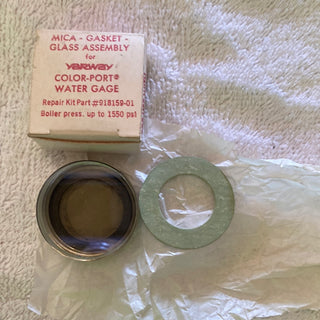 MICA - GASKET -
GLASS ASSEMBLY
for
YARWAY
COLOR-PORT®
WATER GAGE
Repair Kit Part #918159-01
Boiler press. up to 1550 psi